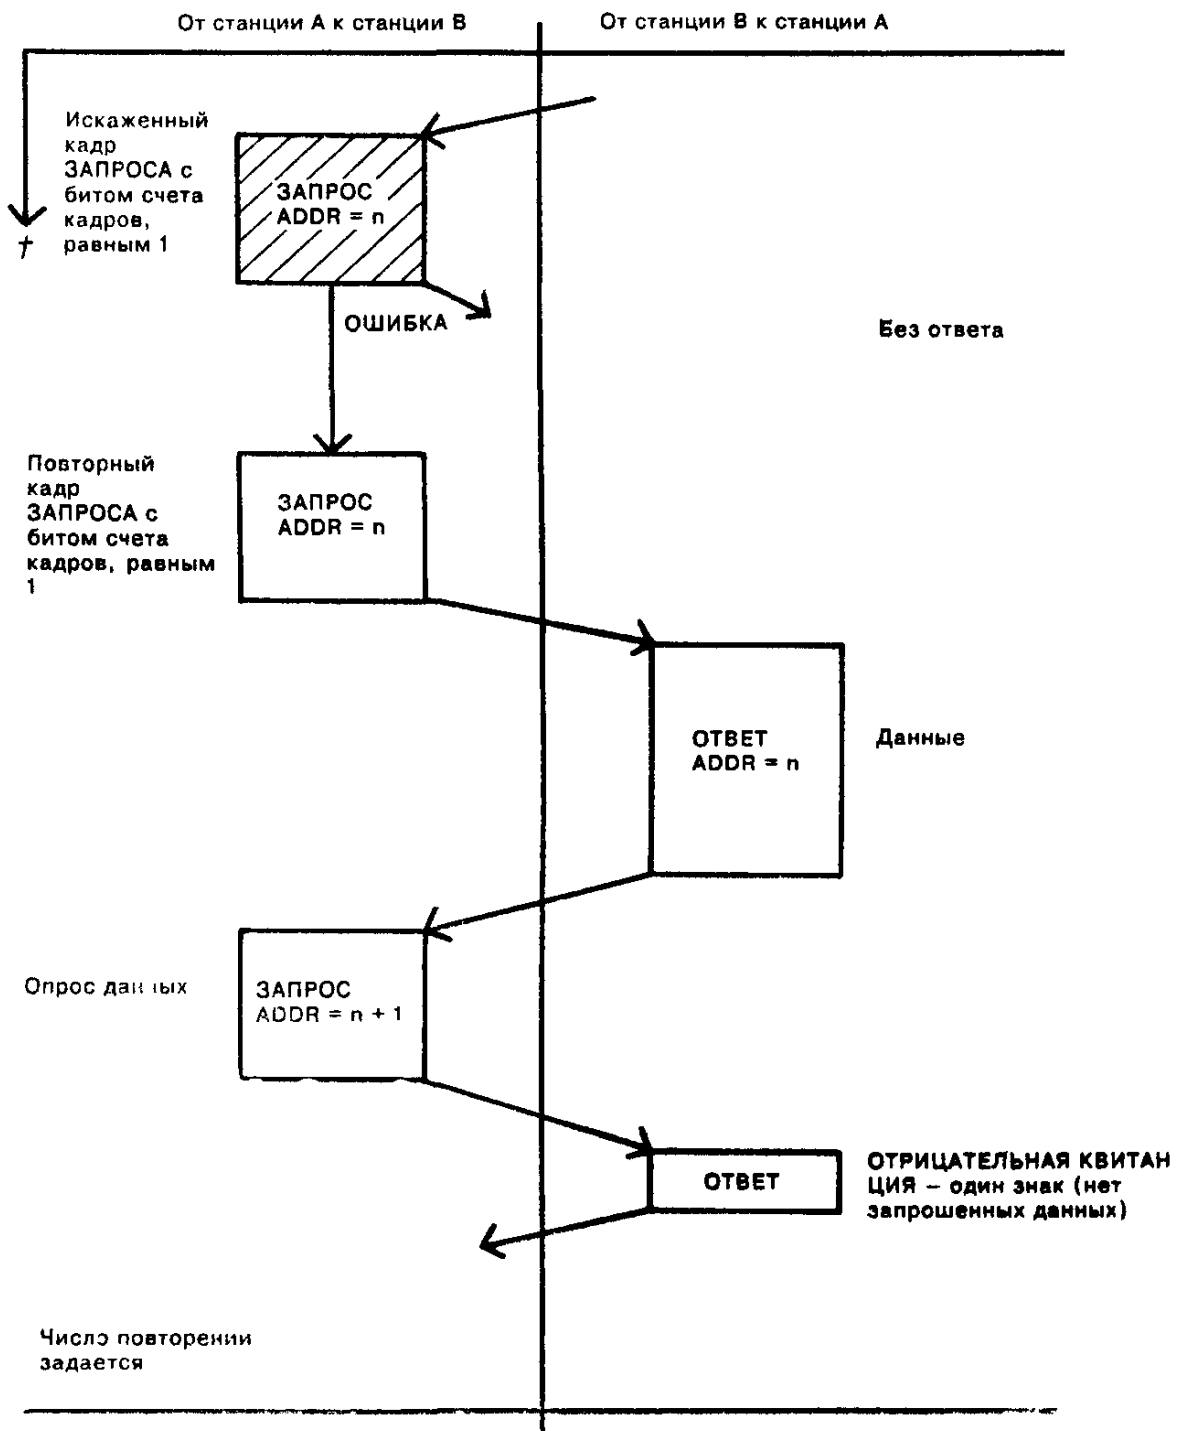 От станции А к станции В
От станции В к станции А
Искаженный
кадр
ЗАПРОСА с
битом счета
кадров,
равным 1
t
ЗАПРОС
ADDR = n
ОШИБКА
Без ответа
Повторный
кадр
ЗАПРОСА с
битом счета
кадров, равным
1
ЗАПРОС
ADDR = n
ОТВЕТ
ADDR = n
Данные
Опрос данных
ЗАПРОС
ADDR = n + 1
ОТВЕТ
ОТРИЦАТЕЛЬНАЯ КВИТАН
ЦИЯ – один знак (нет
запрошенных данных)
Число повторении
задается